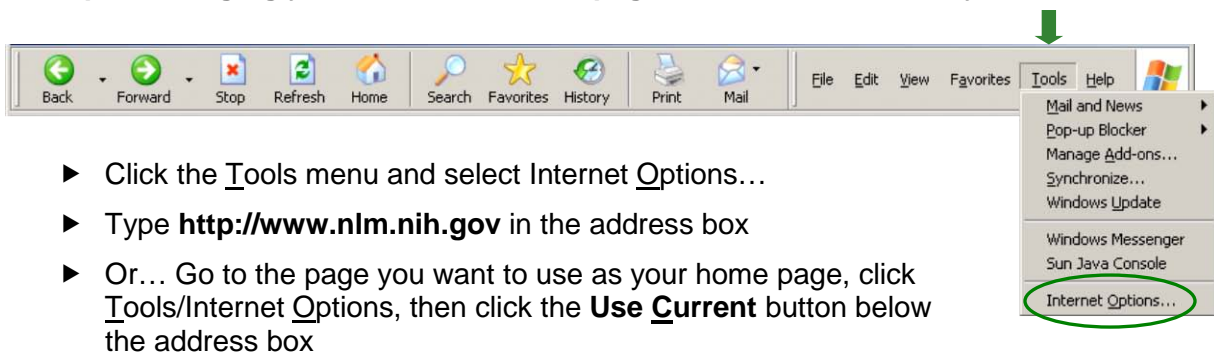 Back Forward Stop Refresh Home Search Favorites History Print Mail File Edit View Favorites Tools Help
Mail and News
Pop-up Blocker
Manage Add-ons...
Synchronize...
Windows Update
Windows Messenger
Sun Java Console
Internet Options...
► Click the Tools menu and select Internet Options…
► Type http://www.nlm.nih.gov in the address box
► Or… Go to the page you want to use as your home page, click
Tools/Internet Options, then click the Use Current button below
the address box